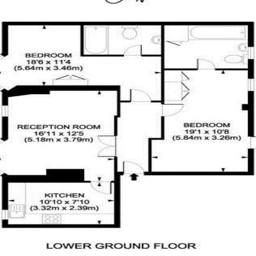 BEDROOM
18'6 x 11'4
(5.64m x 3.46m)
RECEPTION ROOM
16'11 x 12'5
(5.18m x 3.79m)
BEDROOM
19'1 x 10'8
(5.84m x 3.26m)
KITCHEN
10'10 x 7'10
(3.32m x 2.39m)
LOWER GROUND FLOOR